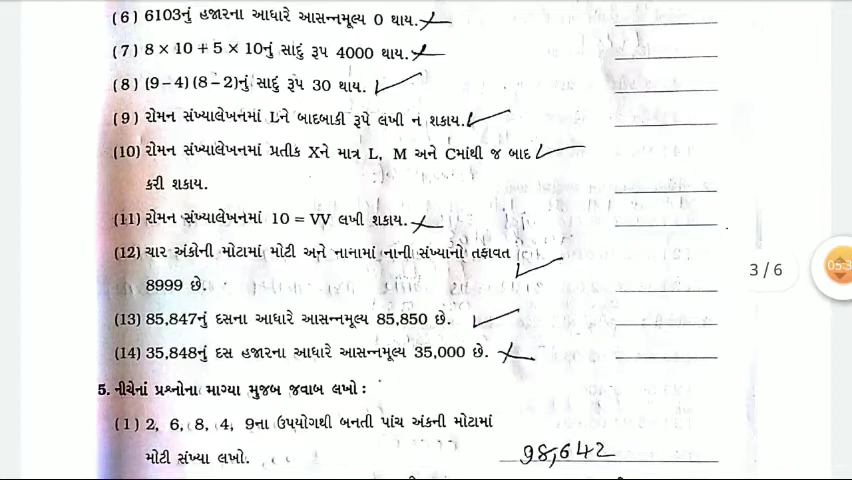 (6) 6103નું હજારના આધારે આસન્નમૂલ્ય 0 થાય.
(7) 8 × 10 + 5 × 10નું સાદું રૂપ 4000 થાય.
(8) (9 – 4) (8 – 2)નું સાદું રૂપ 30 થાય.
(9) રોમન સંખ્યાલેખનમાં Lને બાદબાકી રૂપે લખી ન શકાય.
(10) રોમન સંખ્યાલેખનમાં પ્રતીક Xને માત્ર L, M અને Cમાંથી જ બાદ
કરી શકાય.
(11) રોમન સંખ્યાલેખનમાં 10 = VV લખી શકાય.
(12) ચાર અંકોની મોટામાં મોટી અને નાનામાં નાની સંખ્યાનો તફાવત
8999 છે.
3 / 6
05:3
(13) 85,847નું દસના આધારે આસન્નમૂલ્ય 85,850 છે.
(14) 35,848નું દસ હજારના આધારે આસન્નમૂલ્ય 35,000 છે.
5. નીચેનાં પ્રશ્નોના માગ્યા મુજબ જવાબ લખો :
(1) 2, 6, 8, 4, 9ના ઉપયોગથી બનતી પાંચ અંકની મોટામાં
મોટી સંખ્યા લખો.
98,642